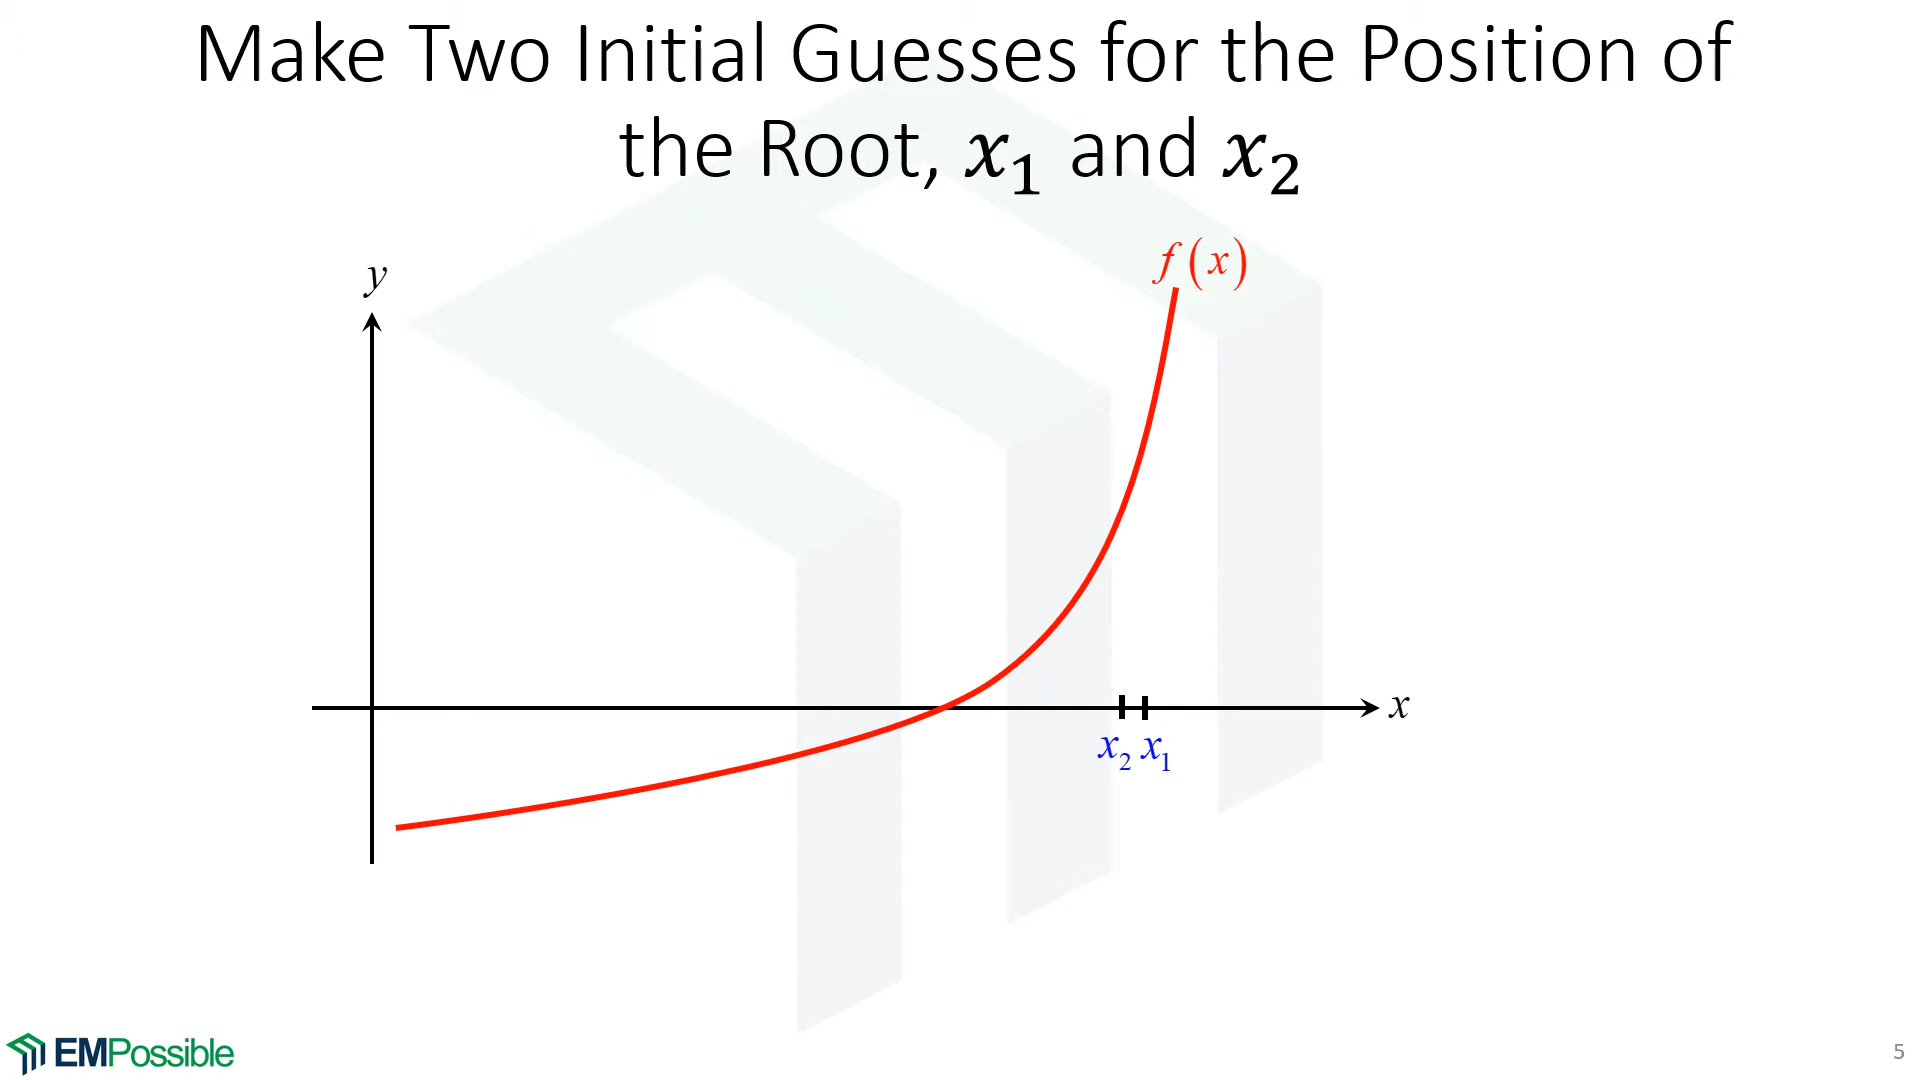 Make Two Initial Guesses for the Position of
the Root, x₁ and x₂
f(x)
y
x
x₂ x₁
EMPossible
5